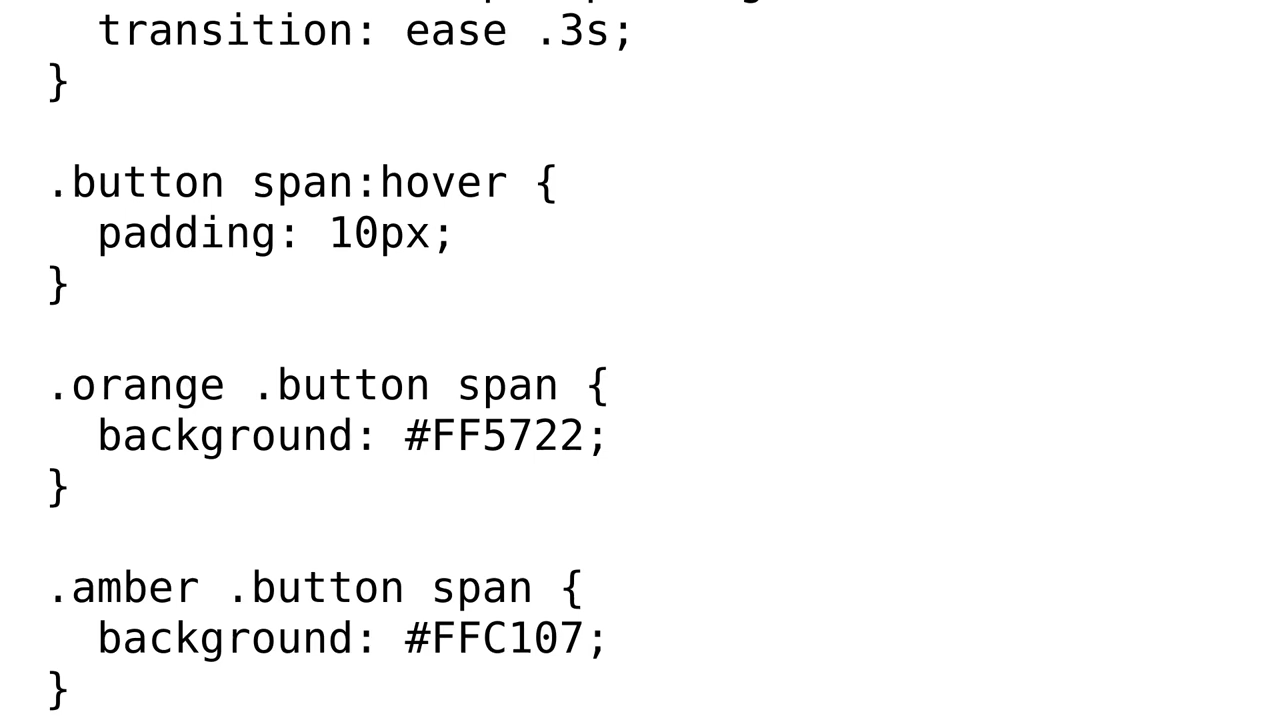 transition: ease .3s;
}

.button span:hover {
  padding: 10px;
}

.orange .button span {
  background: #FF5722;
}

.amber .button span {
  background: #FFC107;
}